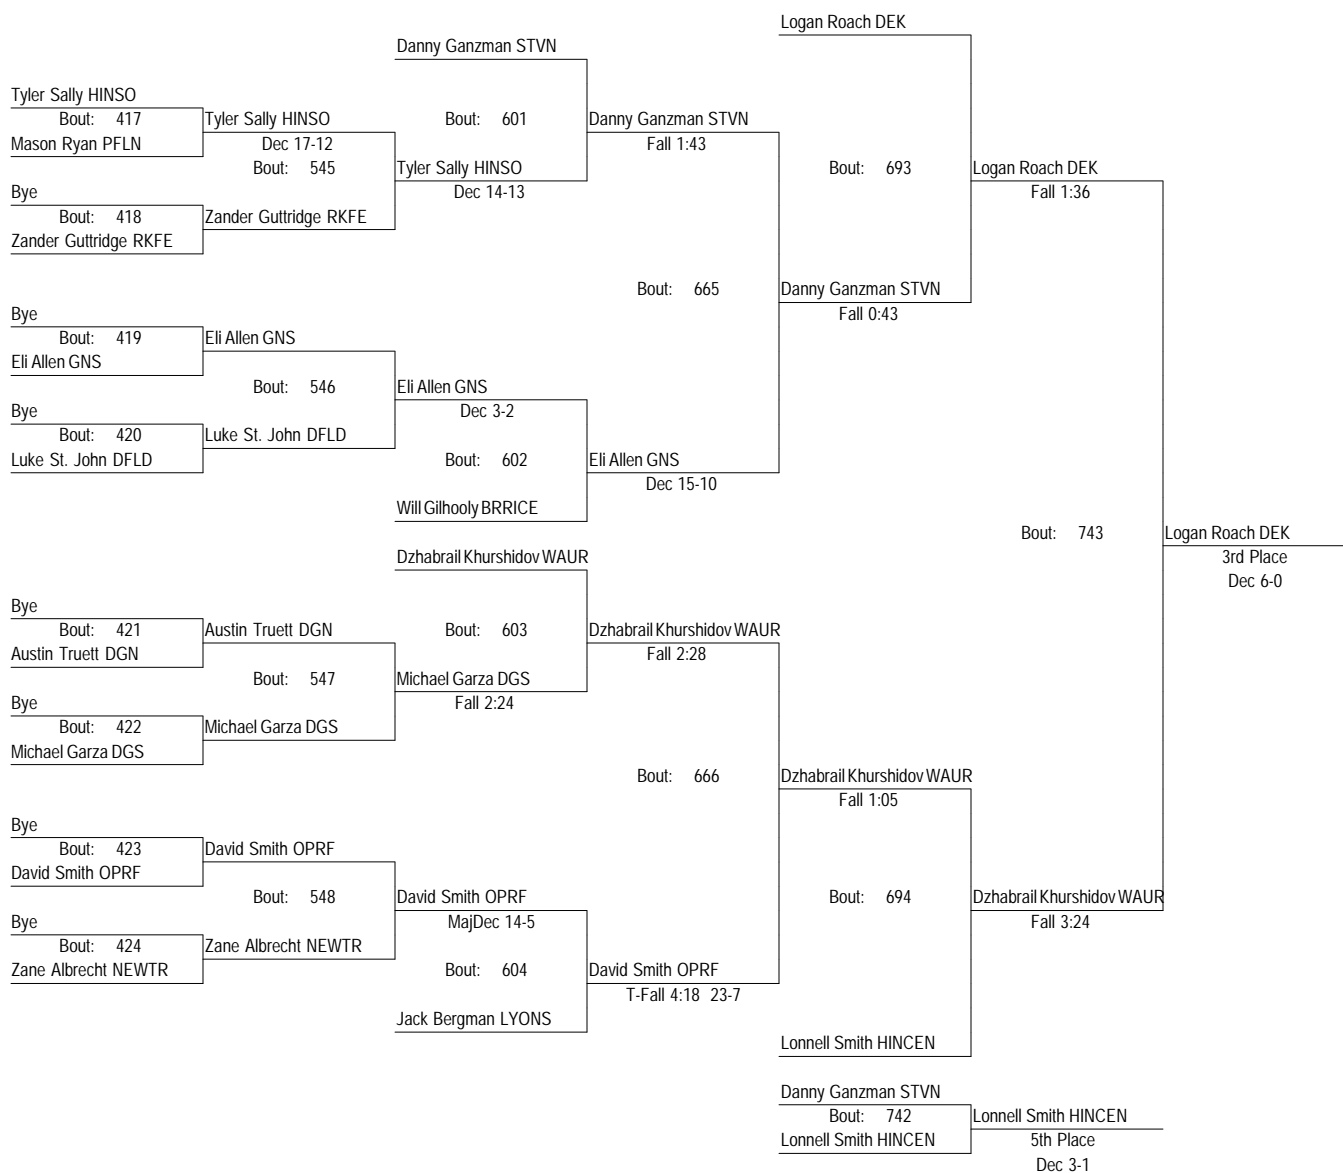 Logan Roach DEK
Danny Ganzman STVN
Tyler Sally HINSO
Bout: 417
Mason Ryan PFLN
Tyler Sally HINSO
Dec 17-12
Bout: 545
Bye
Bout: 418
Zander Guttridge RKFE
Zander Guttridge RKFE
Bout: 601
Tyler Sally HINSO
Dec 14-13
Danny Ganzman STVN
Fall 1:43
Bout: 693
Logan Roach DEK
Fall 1:36
Bout: 665
Danny Ganzman STVN
Fall 0:43
Bye
Bout: 419
Eli Allen GNS
Eli Allen GNS
Bout: 546
Bye
Bout: 420
Luke St. John DFLD
Luke St. John DFLD
Eli Allen GNS
Dec 3-2
Bout: 602
Will Gilhooly BRRICE
Eli Allen GNS
Dec 15-10
Bout: 743
Logan Roach DEK
3rd Place
Dec 6-0
Dzhabrail Khurshidov WAUR
Bye
Bout: 421
Austin Truett DGN
Austin Truett DGN
Bout: 547
Bye
Bout: 422
Michael Garza DGS
Michael Garza DGS
Bout: 603
Michael Garza DGS
Fall 2:24
Dzhabrail Khurshidov WAUR
Fall 2:28
Bout: 666
Dzhabrail Khurshidov WAUR
Fall 1:05
Bye
Bout: 423
David Smith OPRF
David Smith OPRF
Bout: 548
Bye
Bout: 424
Zane Albrecht NEWTR
Zane Albrecht NEWTR
David Smith OPRF
MajDec 14-5
Bout: 604
Jack Bergman LYONS
David Smith OPRF
T-Fall 4:18 23-7
Bout: 694
Dzhabrail Khurshidov WAUR
Fall 3:24
Lonnell Smith HINCEN
Danny Ganzman STVN
Bout: 742
Lonnell Smith HINCEN
Lonnell Smith HINCEN
5th Place
Dec 3-1